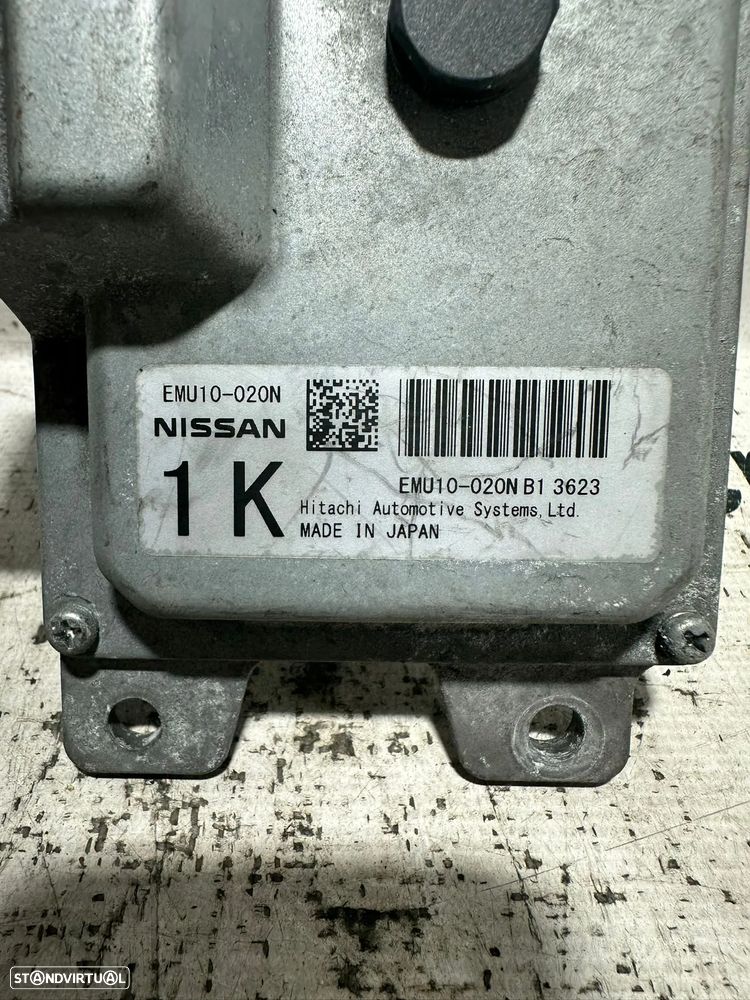 EMU10-020N
NISSAN
1K
EMU10-020N B1 3623
Hitachi Automotive Systems, Ltd.
MADE IN JAPAN
STANDVIRTUAL